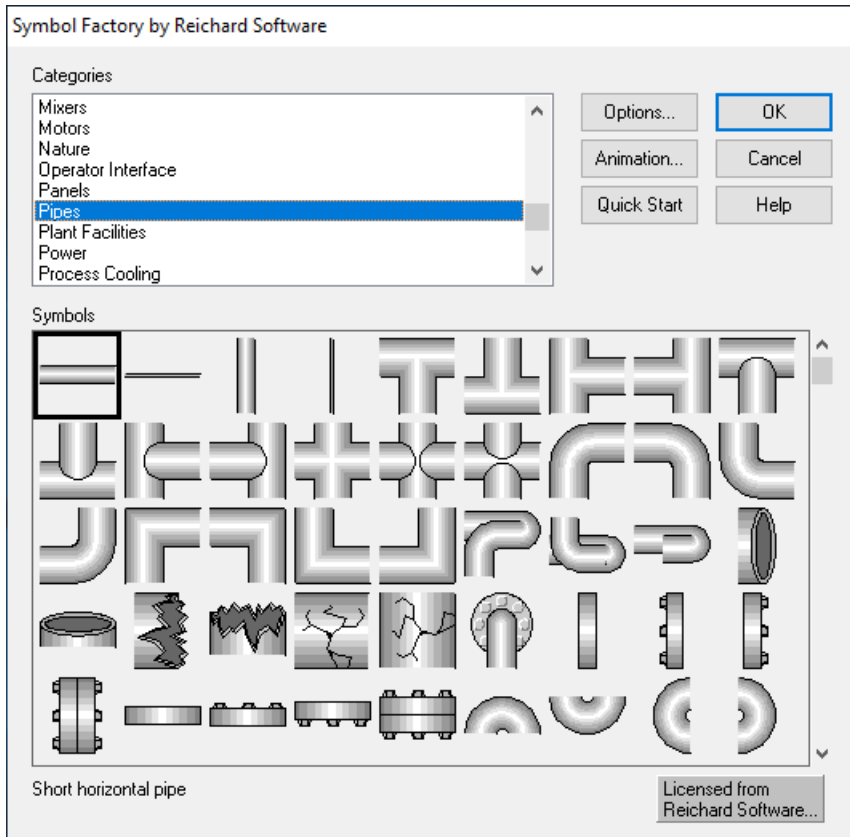 Symbol Factory by Reichard Software
Categories
Mixers
Motors
Nature
Operator Interface
Panels
Pipes
Plant Facilities
Power
Process Cooling
Options...
OK
Animation...
Cancel
Quick Start
Help
Symbols
Short horizontal pipe
Licensed from
Reichard Software...